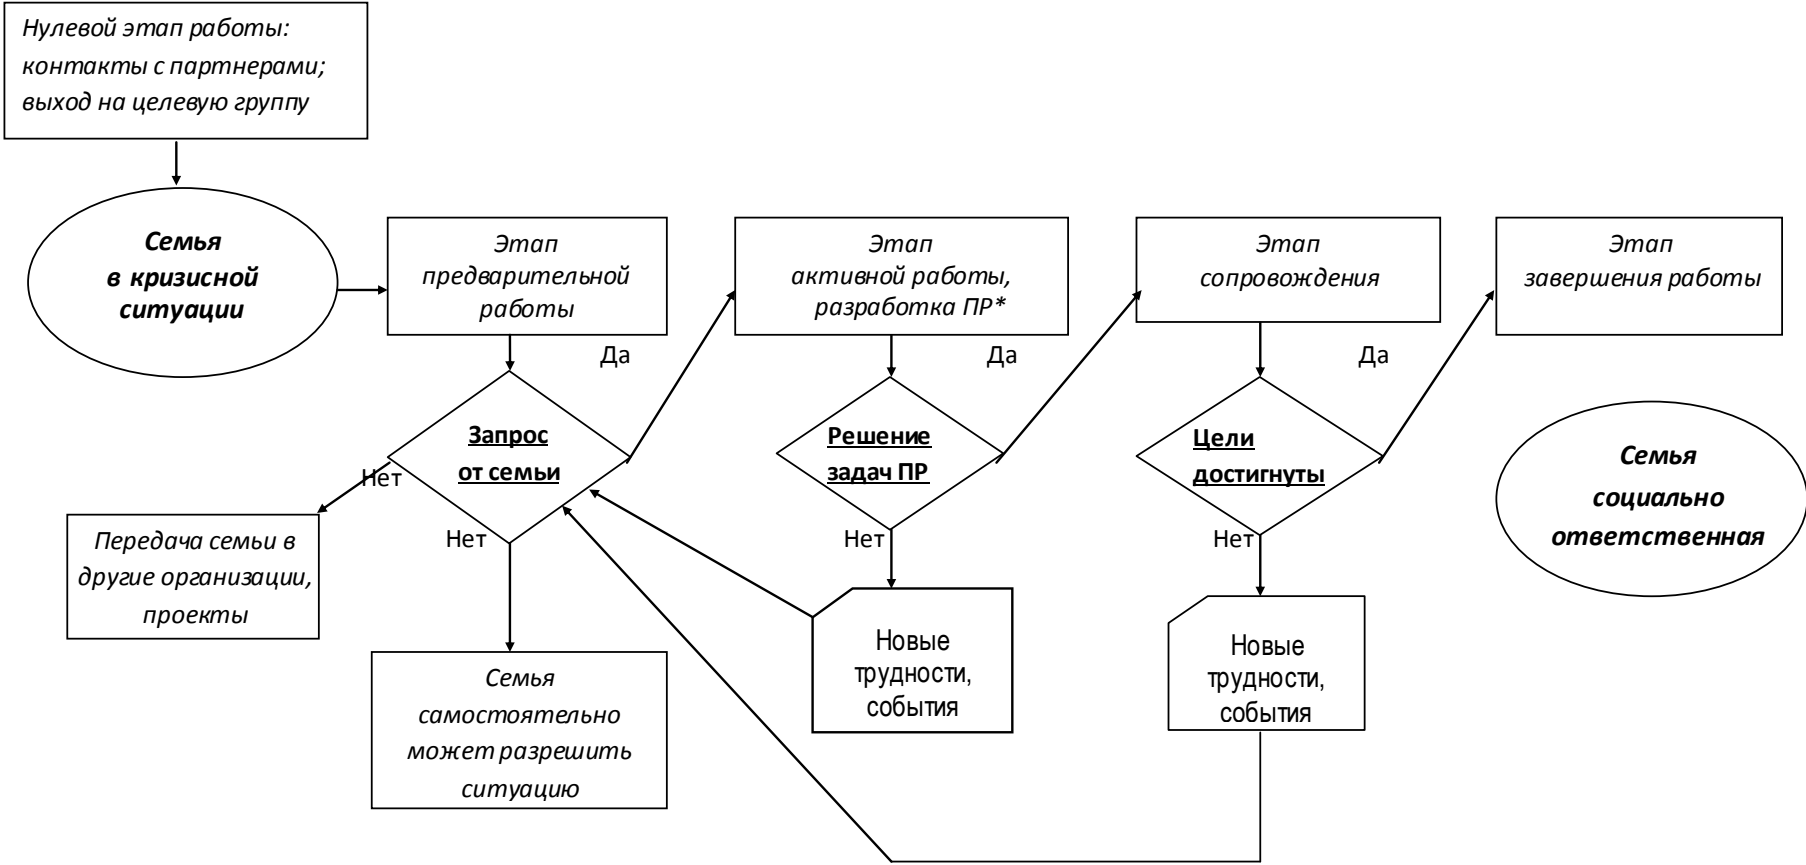 Нулевой этап работы:
контакты с партнерами;
выход на целевую группу
Семья
в кризисной
ситуации
Этап
предварительной
работы
Этап
активной работы,
разработка ПР*
Этап
сопровождения
Этап
завершения работы
Да
Да
Да
Запрос
от семьи
Решение
задач ПР
Цели
достигнуты
Семья
социально
ответственная
Нет
Нет
Нет
Нет
Передача семьи в
другие организации,
проекты
Семья
самостоятельно
может разрешить
ситуацию
Новые
трудности,
события
Новые
трудности,
события